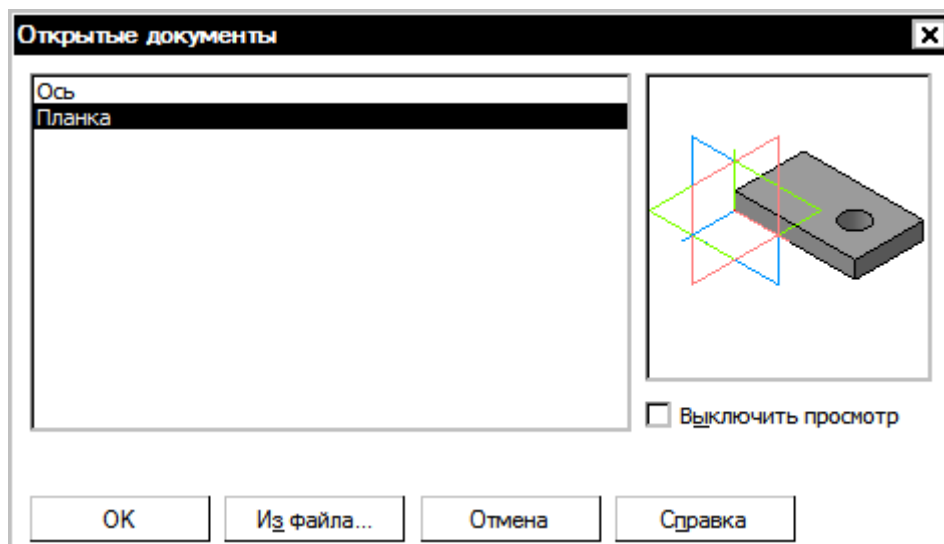 Открытые документы
Ось
Планка
Выключить просмотр
OK
Из файла...
Отмена
Справка